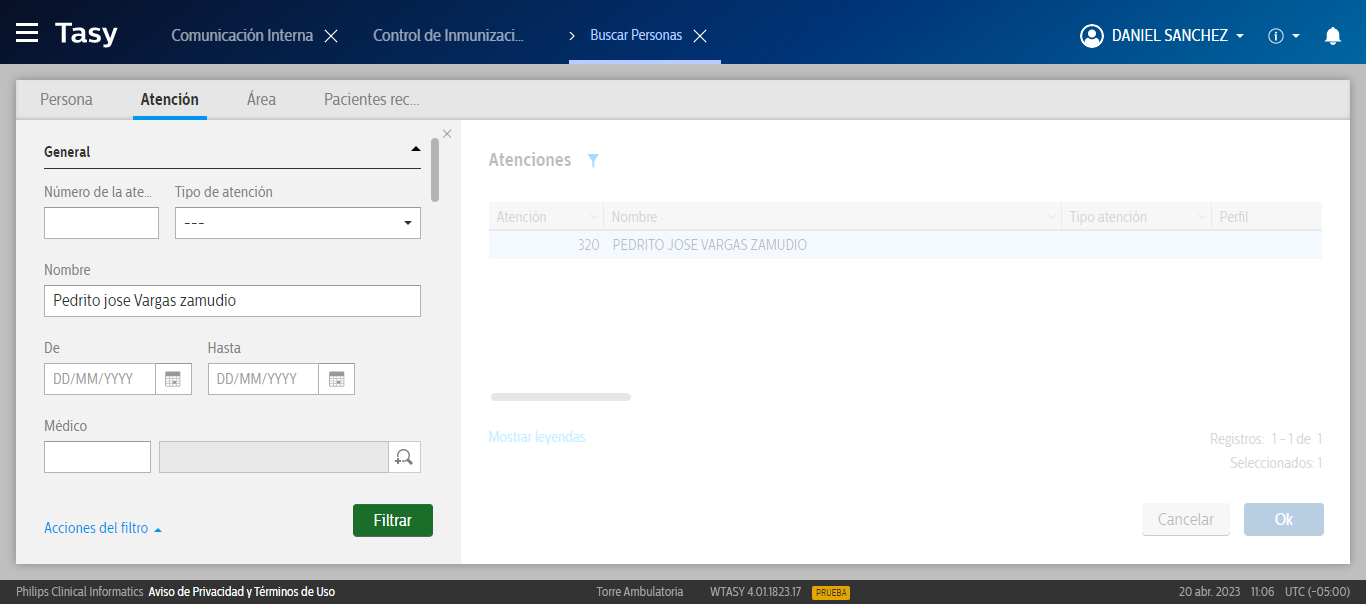 Tasy Comunicación Interna Control de Inmunizaci... › Buscar Personas DANIEL SANCHEZ
Persona Atención Área Pacientes rec...
General
Número de la ate... Tipo de atención
---
Nombre
Pedrito jose Vargas zamudio
De Hasta
DD/MM/YYYY DD/MM/YYYY
Médico
Acciones del filtro Filtrar
Atenciones
Atención Nombre Tipo atención Perfil
320 PEDRITO JOSE VARGAS ZAMUDIO
Mostrar leyendas
Registros: 1 - 1 de 1
Seleccionados: 1
Cancelar Ok
Philips Clinical Informatics Aviso de Privacidad y Términos de Uso Torre Ambulatoria WTASY 4.01.1823.17 PRUEBA 20 abr. 2023 11:06 UTC (-05:00)